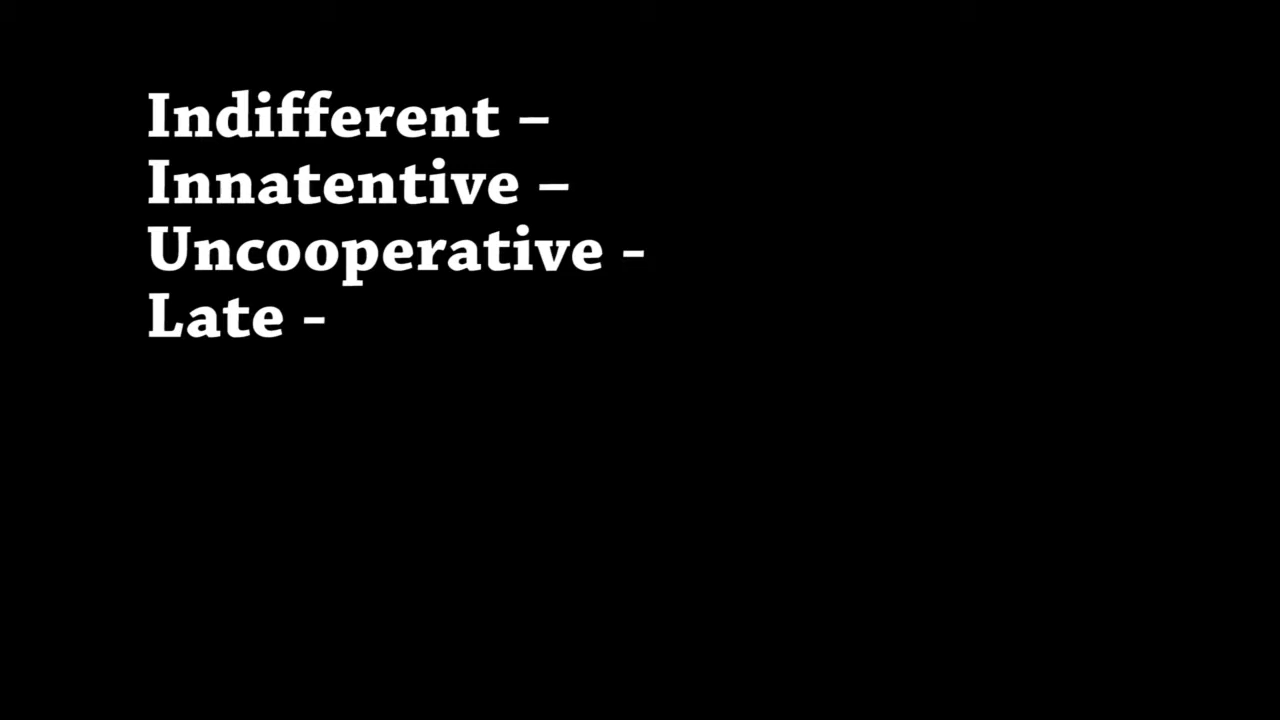 Indifferent –
Innatentive –
Uncooperative -
Late -